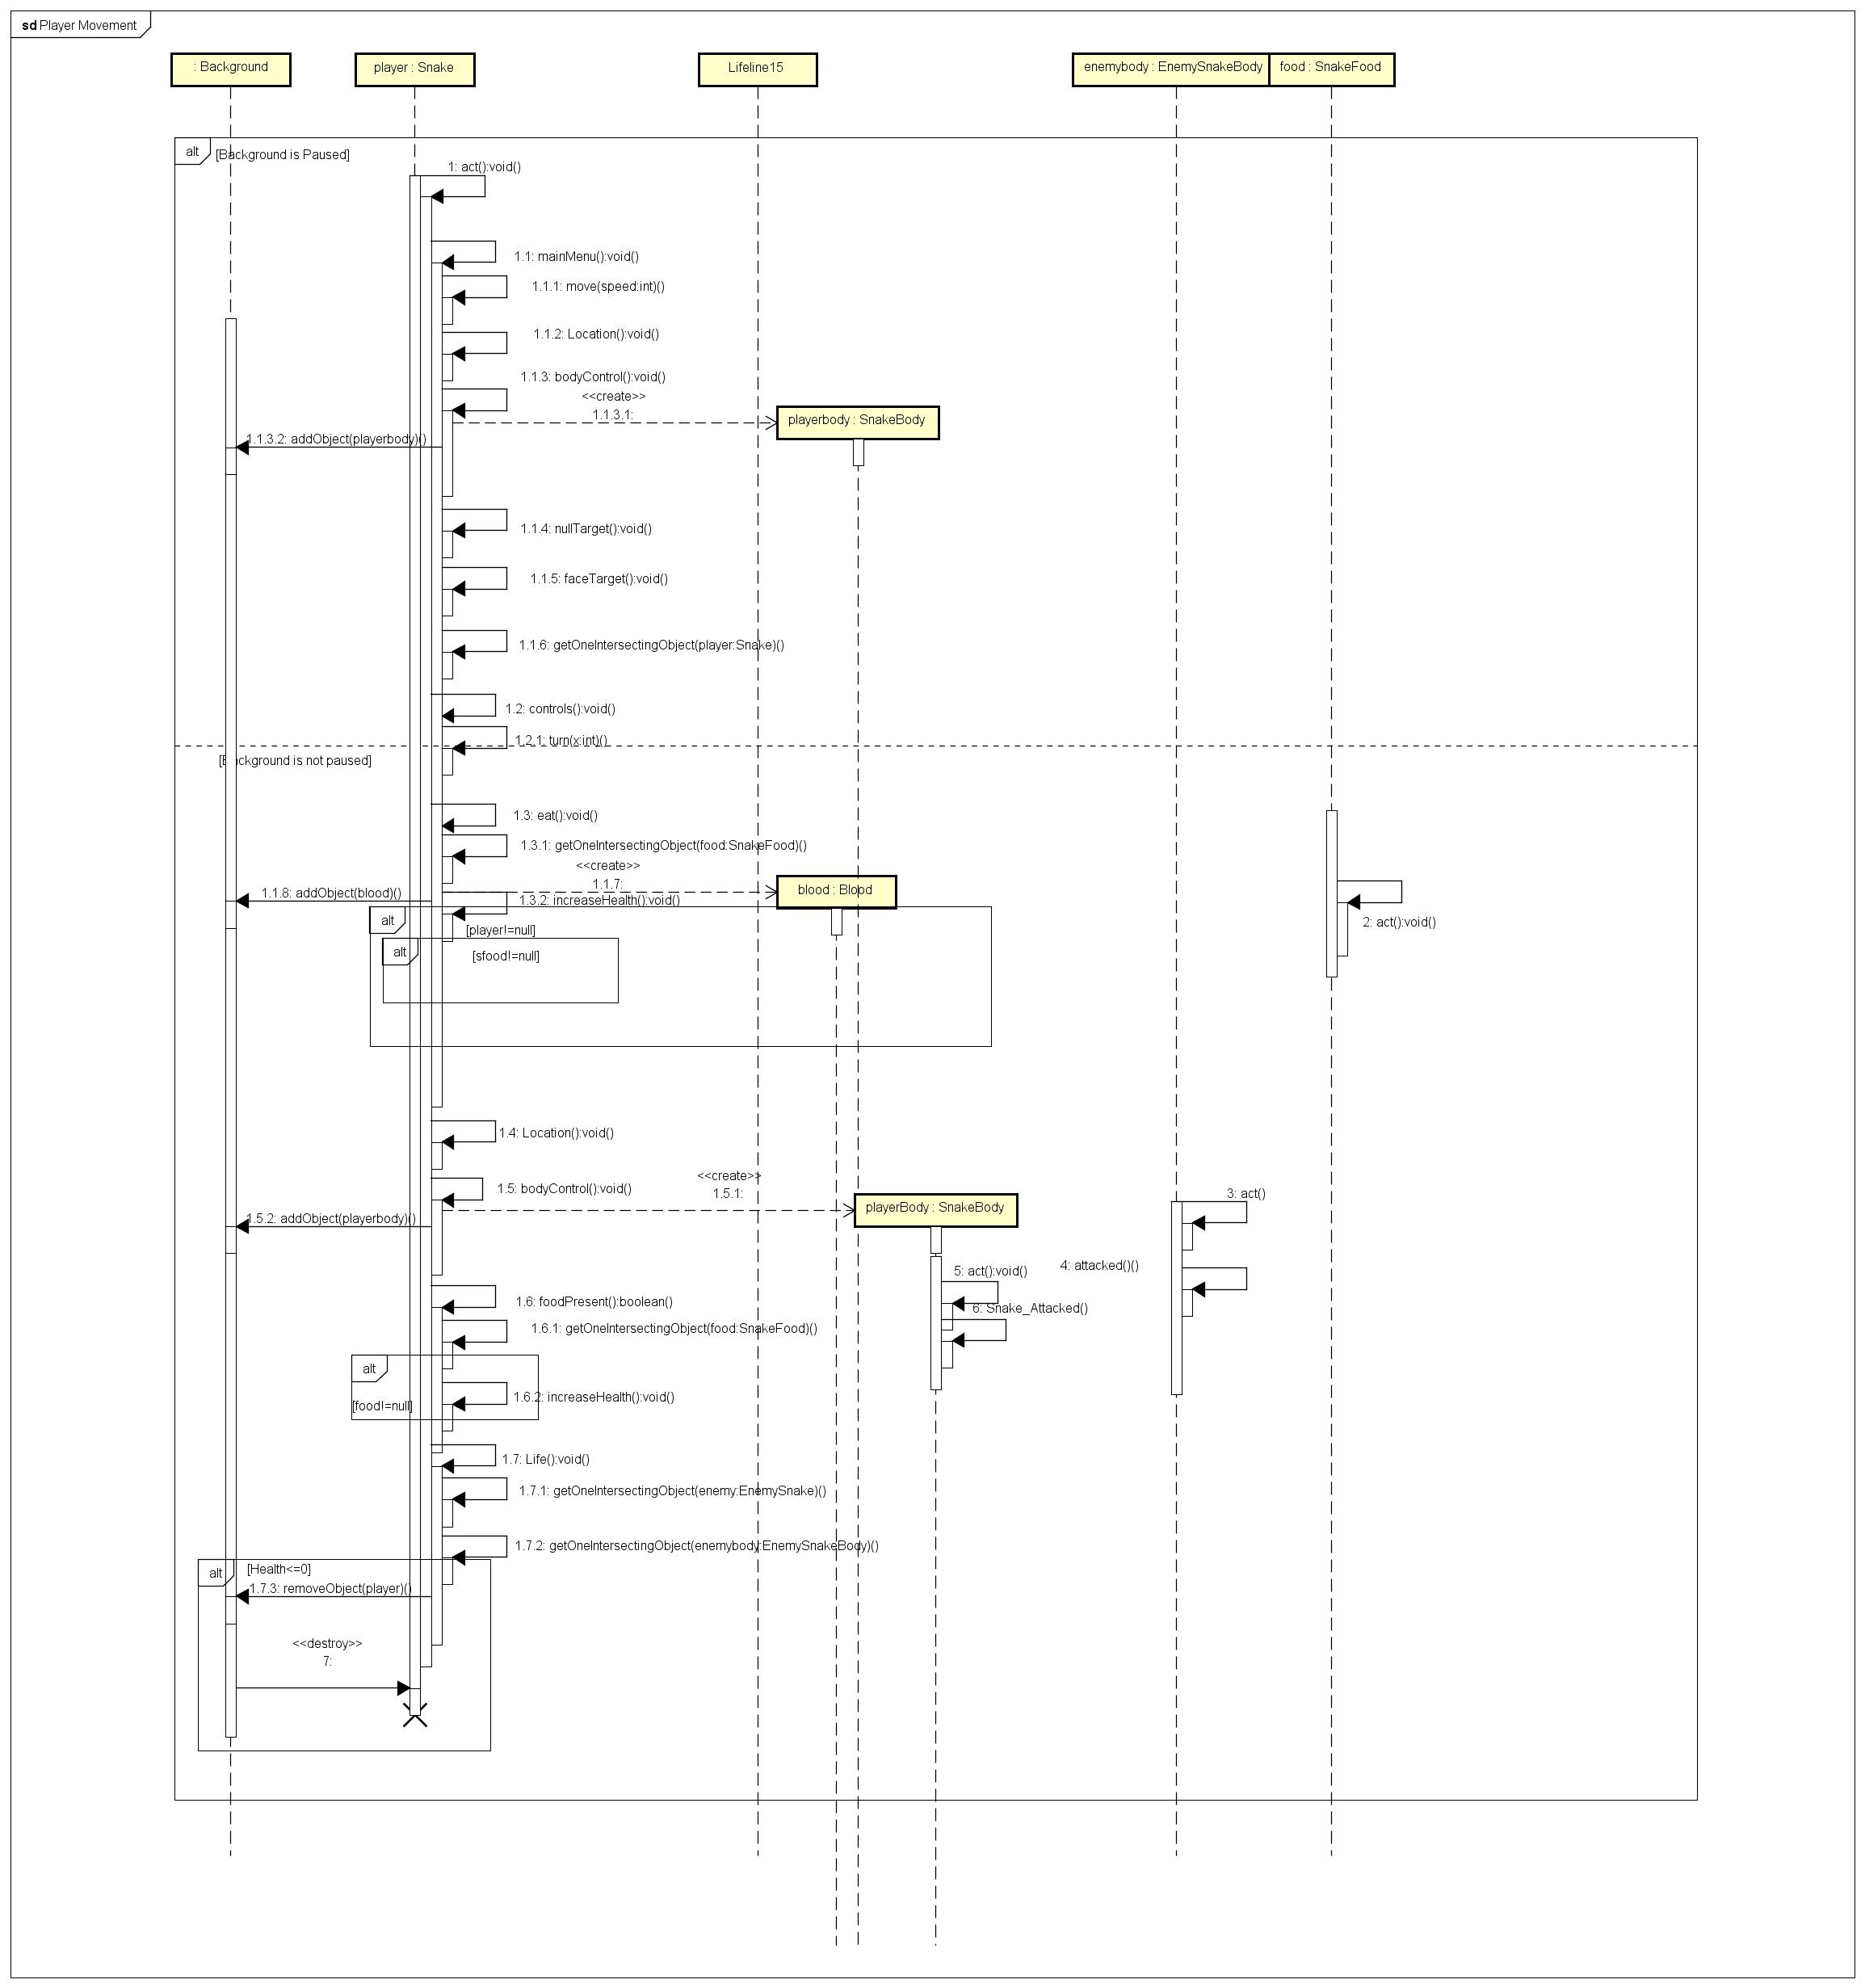 sd Player Movement
: Background
player : Snake
Lifeline15
enemybody : EnemySnakeBody
food : SnakeFood
alt
[Background is Paused]
1: act():void()
1.1: mainMenu():void()
1.1.1: move(speed:int)()
1.1.2: Location():void()
1.1.3: bodyControl():void()
<<create>>
1.1.3.1:
playerbody : SnakeBody
1.1.3.2: addObject(playerbody)()
1.1.4: nullTarget():void()
1.1.5: faceTarget():void()
1.1.6: getOneIntersectingObject(player:Snake)()
1.2: controls():void()
1.2.1: turn(x:int)()
[Background is not paused]
1.3: eat():void()
1.3.1: getOneIntersectingObject(food:SnakeFood)()
<<create>>
1.1.7:
blood : Blood
1.1.8: addObject(blood)()
1.3.2: increaseHealth():void()
alt
[player!=null]
2: act():void()
alt
[sfood!=null]
1.4: Location():void()
<<create>>
1.5.1:
1.5: bodyControl():void()
3: act()
playerBody : SnakeBody
1.5.2: addObject(playerbody)()
4: attacked()()
5: act():void()
1.6: foodPresent():boolean()
6: Snake_Attacked()
1.6.1: getOneIntersectingObject(food:SnakeFood)()
alt
1.6.2: increaseHealth():void()
[food!=null]
1.7: Life():void()
1.7.1: getOneIntersectingObject(enemy:EnemySnake)()
1.7.2: getOneIntersectingObject(enemybody:EnemySnakeBody)()
alt
[Health<=0]
1.7.3: removeObject(player)()
<<destroy>>
7: